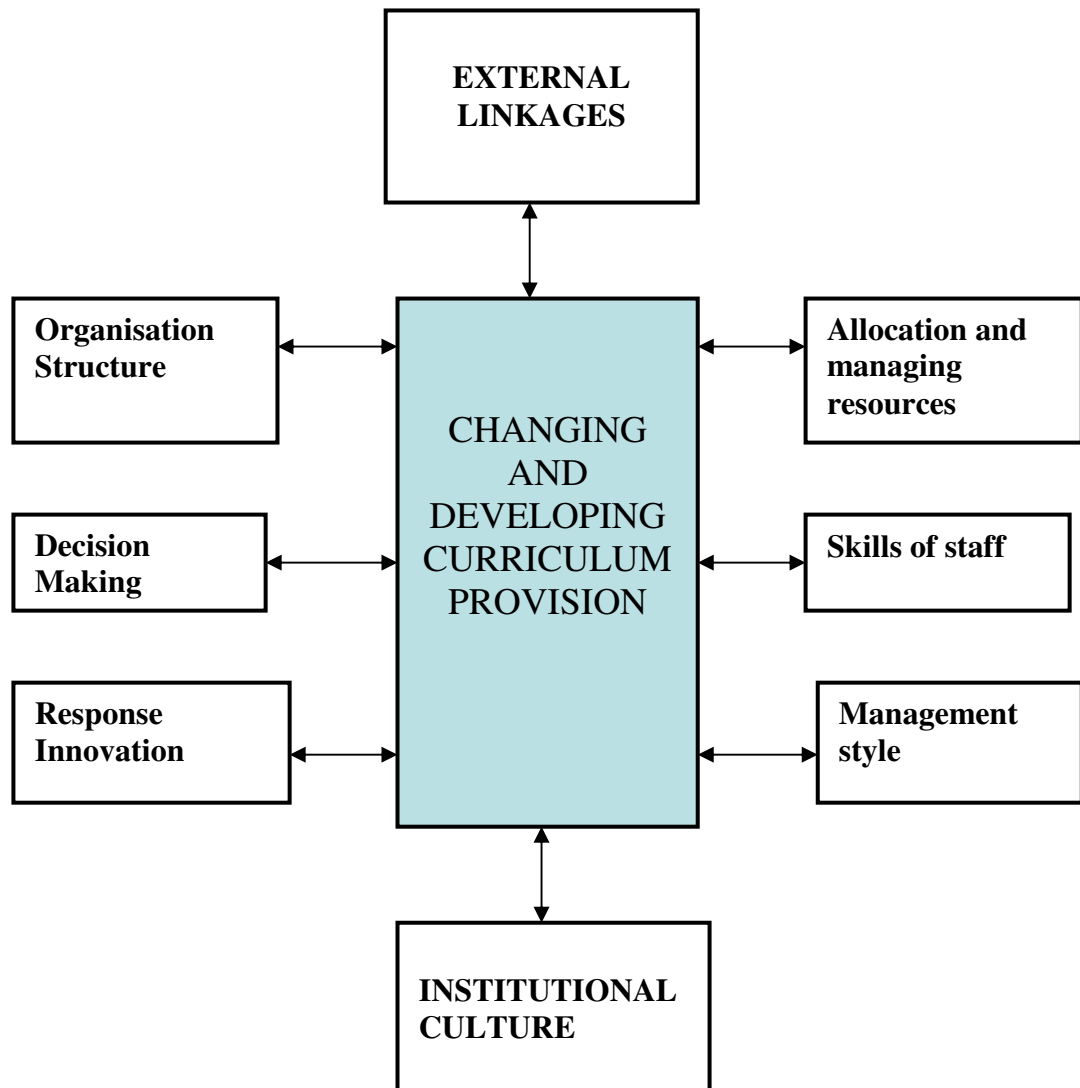 EXTERNAL
LINKAGES
Organisation
Structure
Allocation and
managing
resources
CHANGING
AND
DEVELOPING
CURRICULUM
PROVISION
Decision
Making
Skills of staff
Response
Innovation
Management
style
INSTITUTIONAL
CULTURE